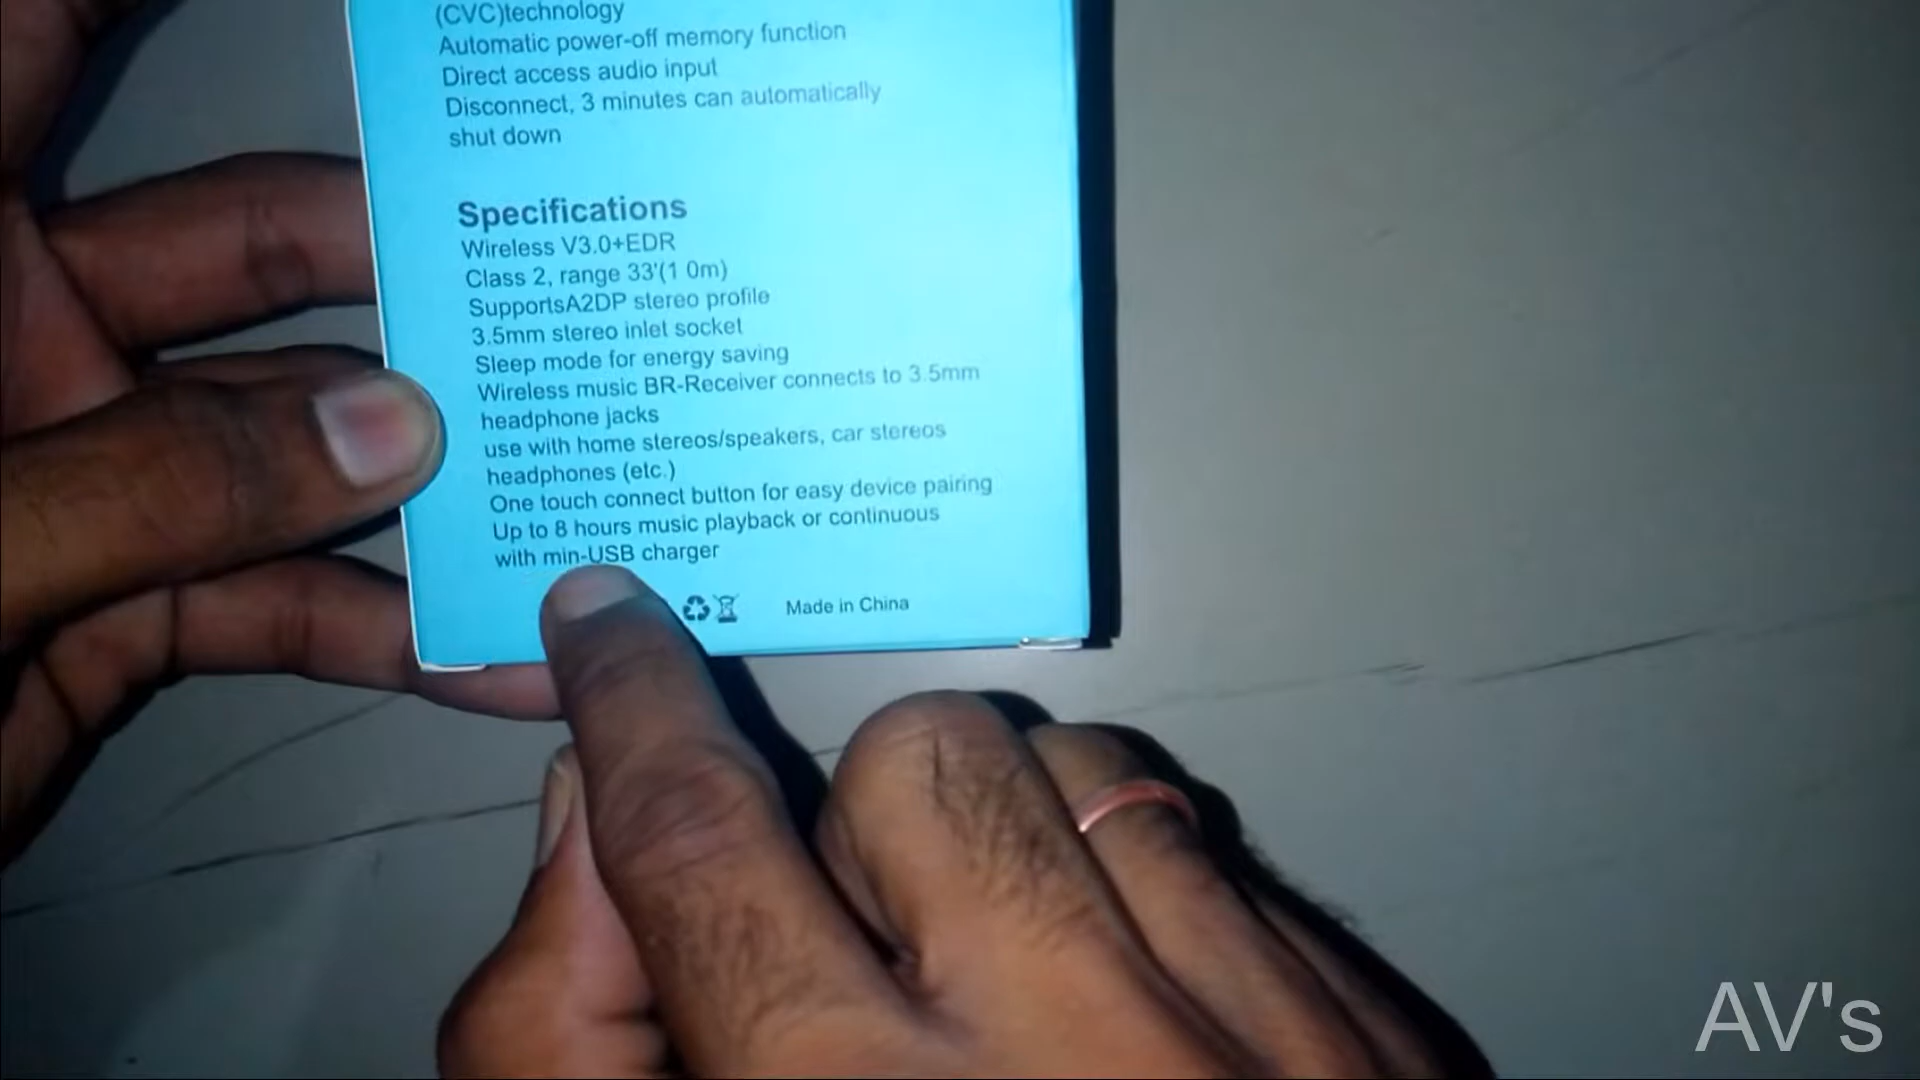 (CVC)technology
Automatic power-off memory function
Direct access audio input
Disconnect, 3 minutes can automatically
shut down
Specifications
Wireless V3.0+EDR
Class 2, range 33'(1 0m)
SupportsA2DP stereo profile
3.5mm stereo inlet socket
Sleep mode for energy saving
Wireless music BR-Receiver connects to 3.5mm
headphone jacks
use with home stereos/speakers, car stereos
headphones (etc.)
One touch connect button for easy device pairing
Up to 8 hours music playback or continuous
with min-USB charger
Made in China
AV's